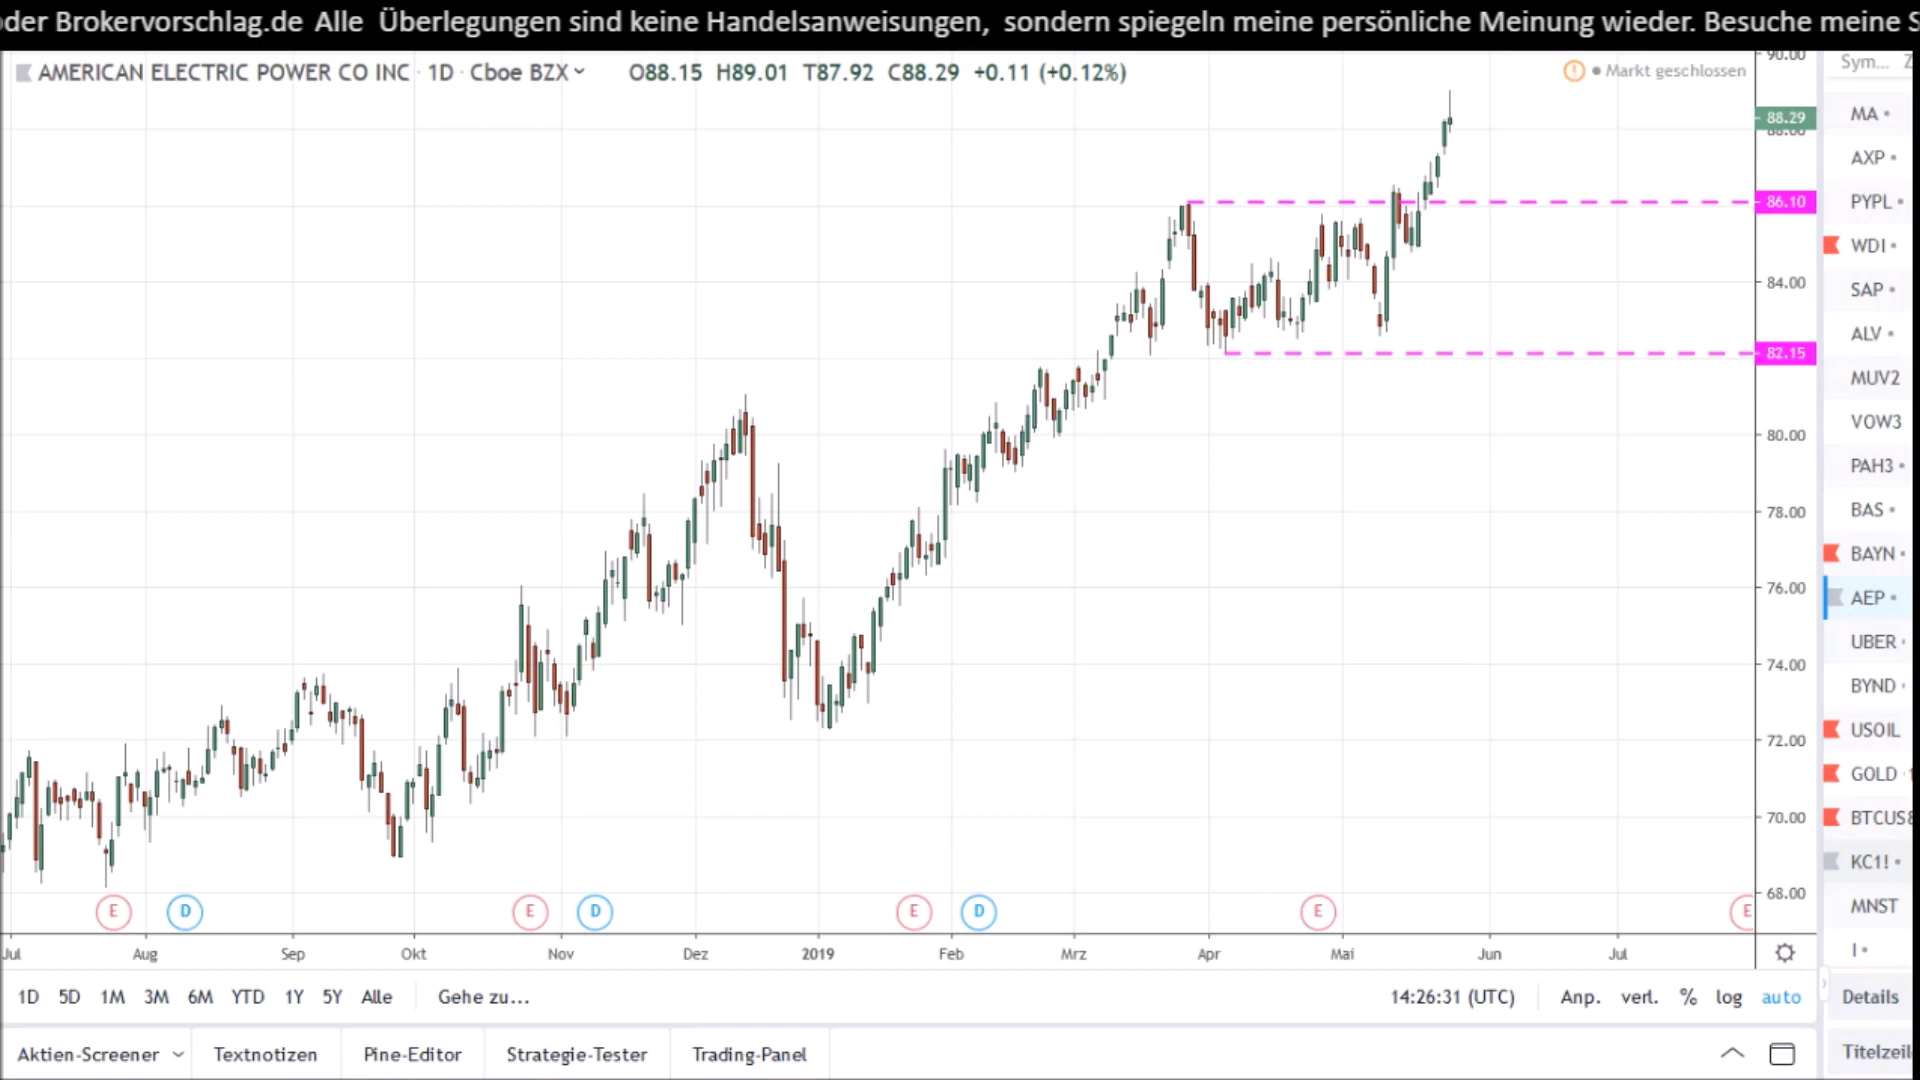 oder Brokervorschlag.de Alle Überlegungen sind keine Handelsanweisungen, sondern spiegeln meine persönliche Meinung wieder. Besuche meine S
AMERICAN ELECTRIC POWER CO INC · 1D · Cboe BZX O88.15 H89.01 T87.92 C88.29 +0.11 (+0.12%)
Markt geschlossen
90.00
88.29
88.00
86.10
84.00
82.15
80.00
78.00
76.00
74.00
72.00
70.00
68.00
Sym... Z
MA
AXP
PYPL
WDI
SAP
ALV
MUV2
VOW3
PAH3
BAS
BAYN
AEP
UBER
BYND
USOIL
GOLD 1
BTCUS8
KC1!
MNST
I
E D E D E D E E
Jul Aug Sep Okt Nov Dez 2019 Feb Mrz Apr Mai Jun Jul
1D 5D 1M 3M 6M YTD 1Y 5Y Alle Gehe zu... 14:26:31 (UTC) Anp. verl. % log auto
Details
Aktien-Screener Textnotizen Pine-Editor Strategie-Tester Trading-Panel
Titelzeil